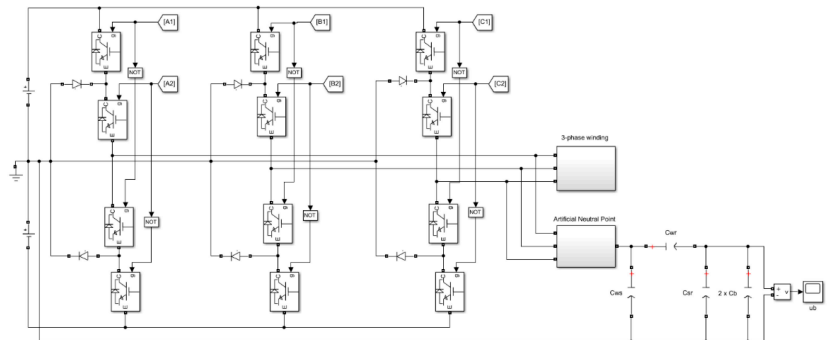 [A1]
[B1]
[C1]
NOT
NOT
NOT
[A2]
[B2]
[C2]
3-phase winding
NOT
NOT
NOT
Artificial Neutral Point
Cwr
Cws
Csr
2 x Cb
+
-
v
ub